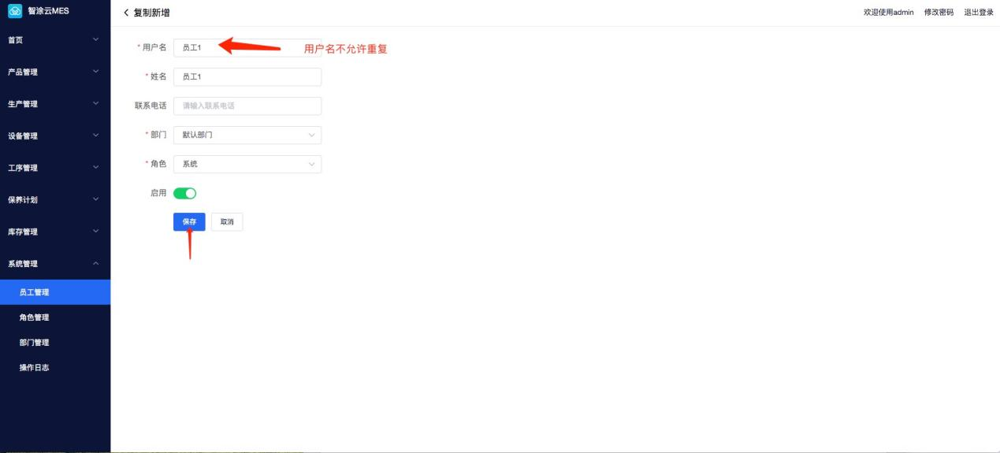 智涂云MES
复制新增
欢迎使用admin 修改密码 退出登录
首页
产品管理
生产管理
设备管理
工序管理
保养计划
库存管理
系统管理
员工管理
角色管理
部门管理
操作日志
* 用户名 员工1 用户名不允许重复
* 姓名 员工1
联系电话 请输入联系电话
* 部门 默认部门
* 角色 系统
启用
保存 取消